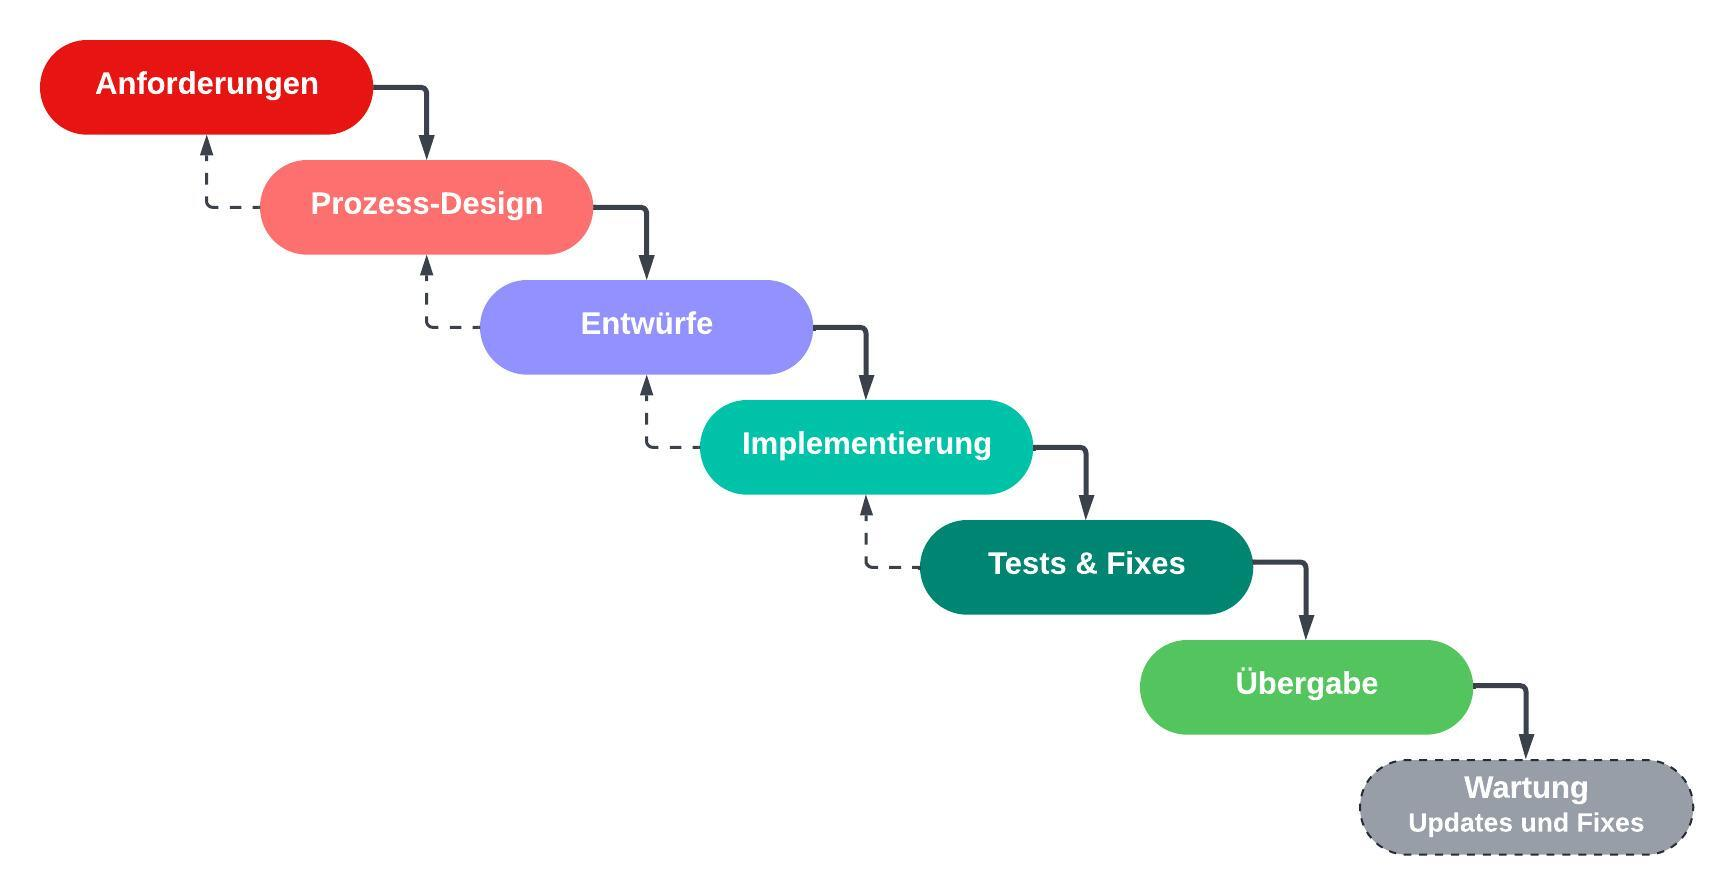 Anforderungen
Prozess-Design
Entwürfe
Implementierung
Tests & Fixes
Übergabe
Wartung
Updates und Fixes